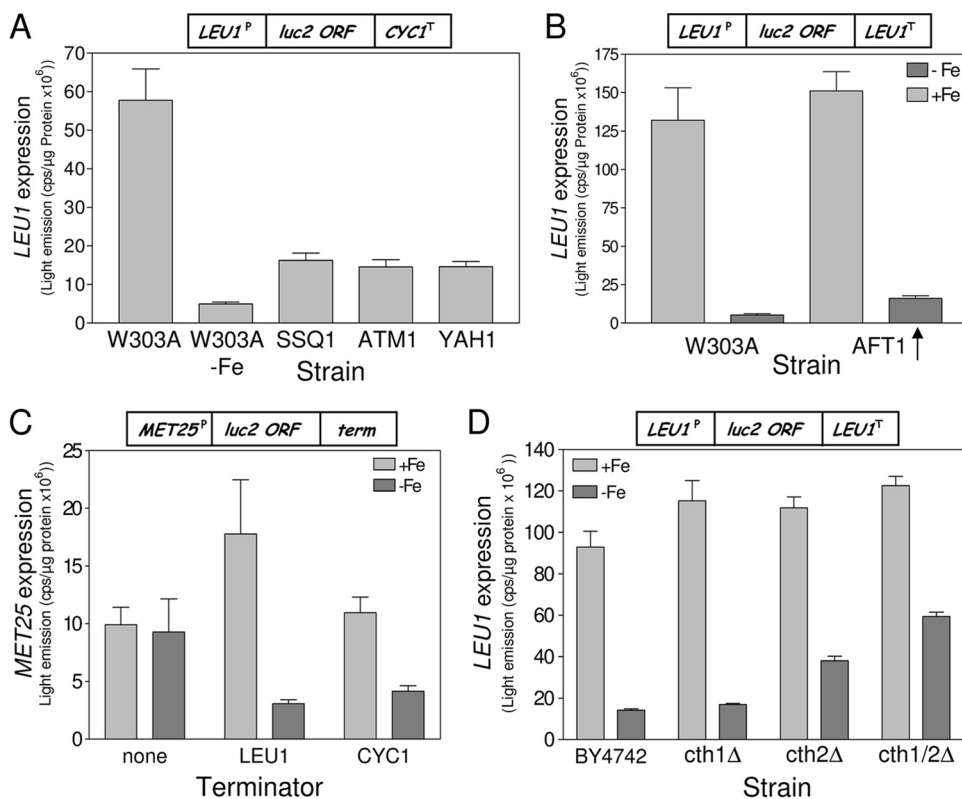 A
LEU1ᴾ luc2 ORF CYC1ᵀ
LEU1 expression
(Light emission (cps/µg Protein x10⁶))
70
60
50
40
30
20
10
0
W303A W303A SSQ1 ATM1 YAH1
-Fe
Strain
B
LEU1ᴾ luc2 ORF LEU1ᵀ
- Fe
+Fe
LEU1 expression
(Light emission (cps/µg Protein x10⁶))
175
150
125
100
75
50
25
0
W303A AFT1
Strain
C
MET25ᴾ luc2 ORF term
+Fe
-Fe
MET25 expression
Light emission (cps/µg protein x10⁶))
25
20
15
10
5
0
none LEU1 CYC1
Terminator
D
LEU1ᴾ luc2 ORF LEU1ᵀ
+Fe
-Fe
LEU1 expression
(Light emission (cps/µg protein x 10⁶))
140
120
100
80
60
40
20
0
BY4742 cth1Δ cth2Δ cth1/2Δ
Strain